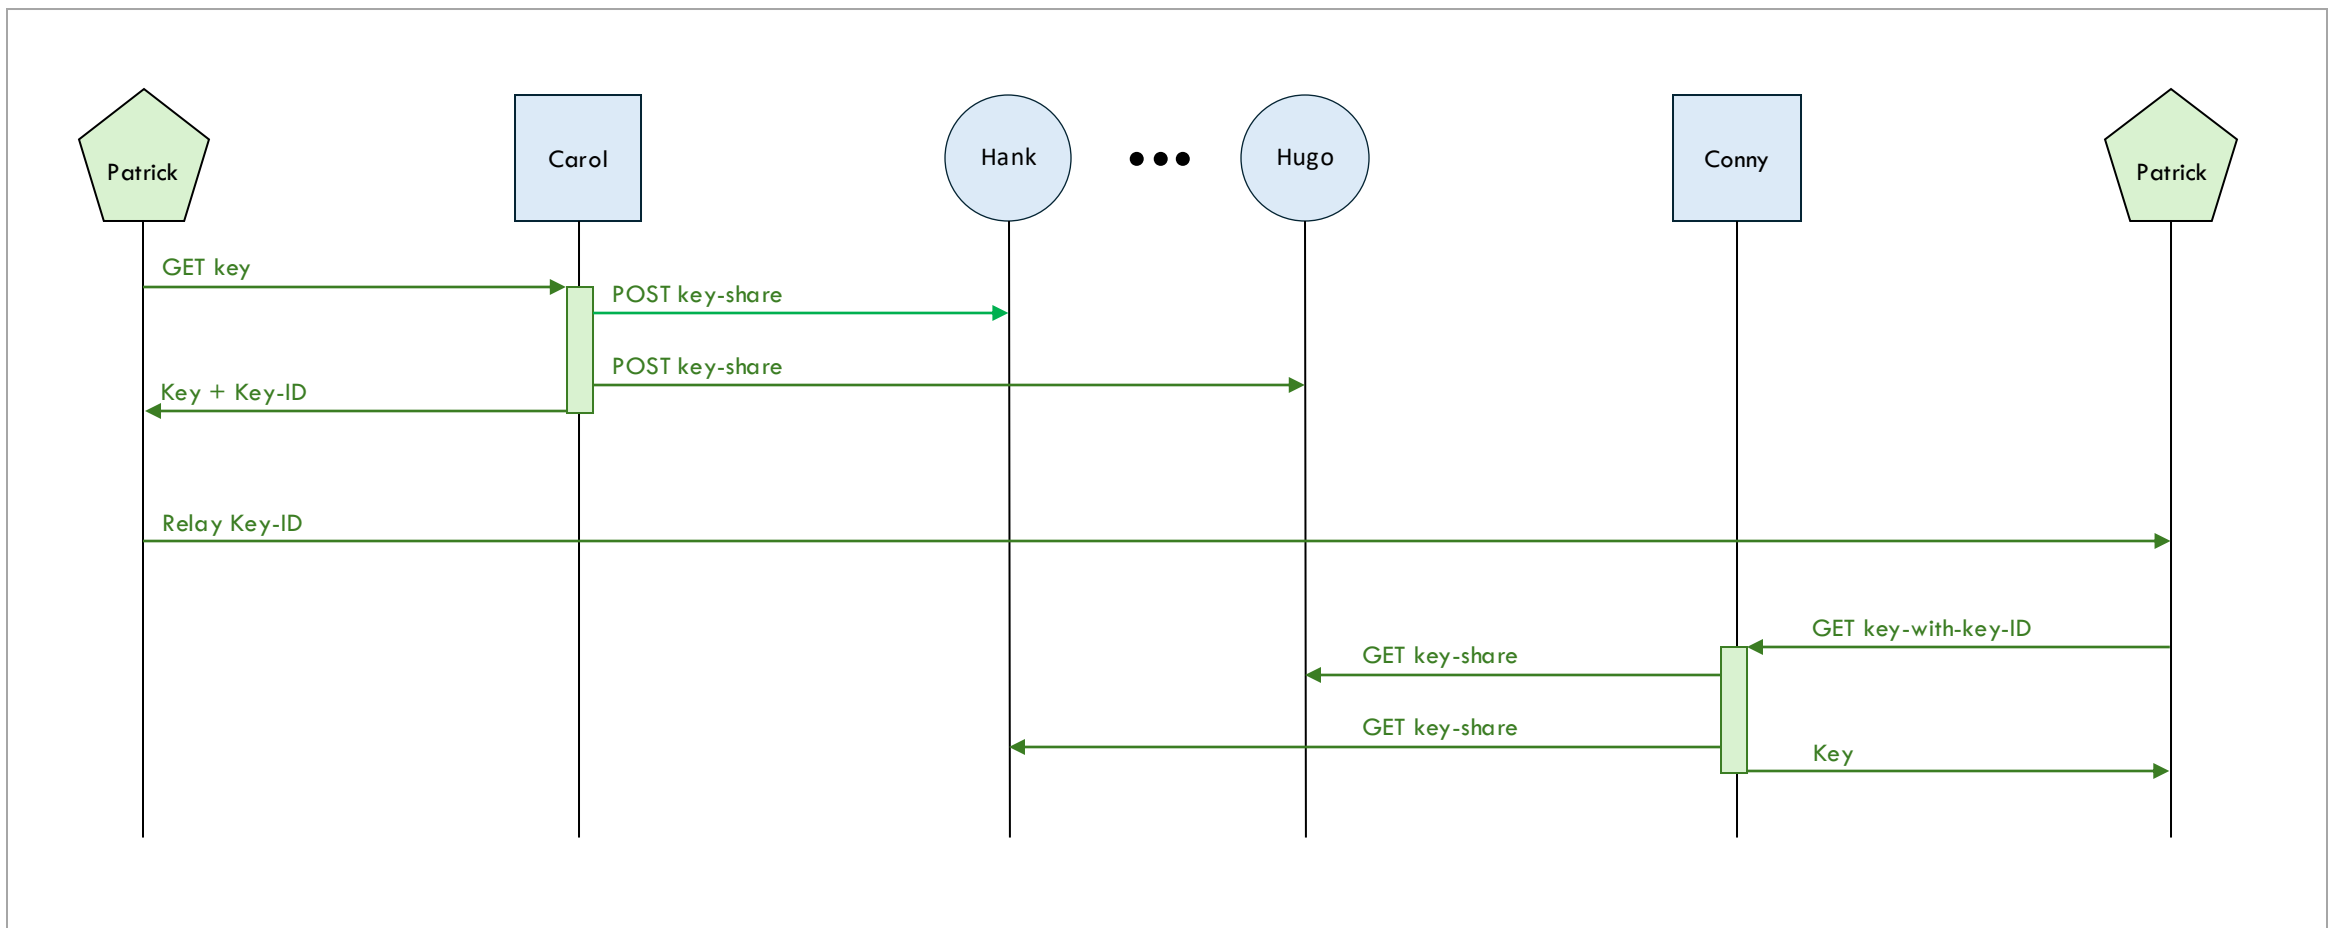 Patrick
Carol
Hank
Hugo
Conny
Patrick
GET key
POST key-share
POST key-share
Key + Key-ID
Relay Key-ID
GET key-with-key-ID
GET key-share
GET key-share
Key